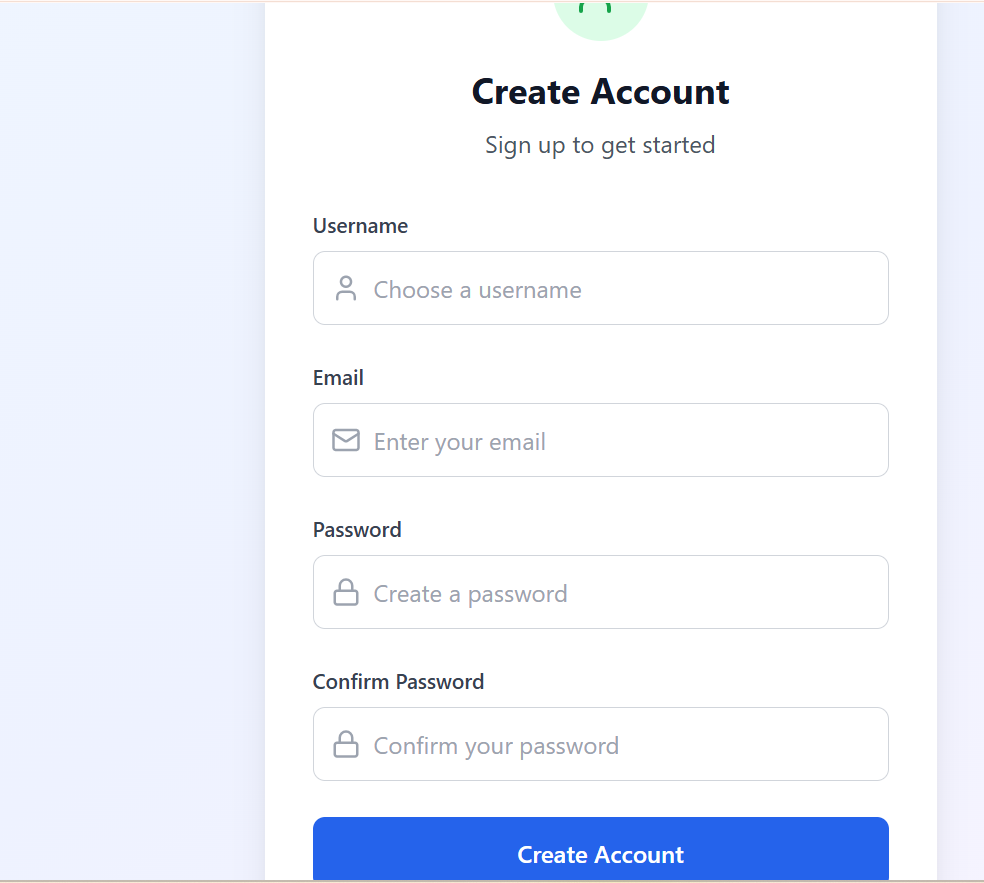 Create Account
Sign up to get started
Username
Choose a username
Email
Enter your email
Password
Create a password
Confirm Password
Confirm your password
Create Account